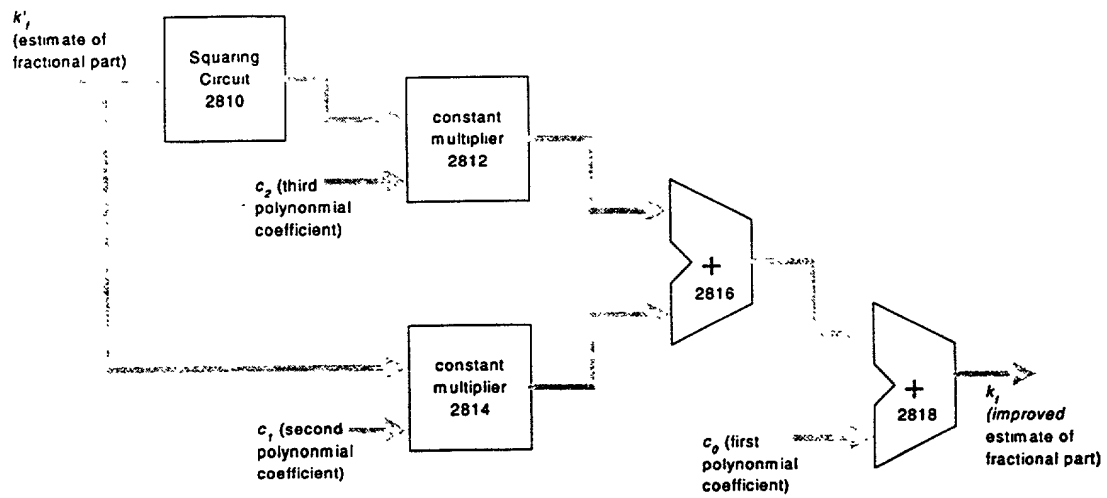 k'f
(estimate of
fractional part)
Squaring
Circuit
2810
constant
multiplier
2812
c2 (third
polynonmial
coefficient)
+
2816
constant
multiplier
2814
c1 (second
polynonmial
coefficient)
+
2818
kf
(improved
estimate of
fractional part)
c0 (first
polynonmial
coefficient)